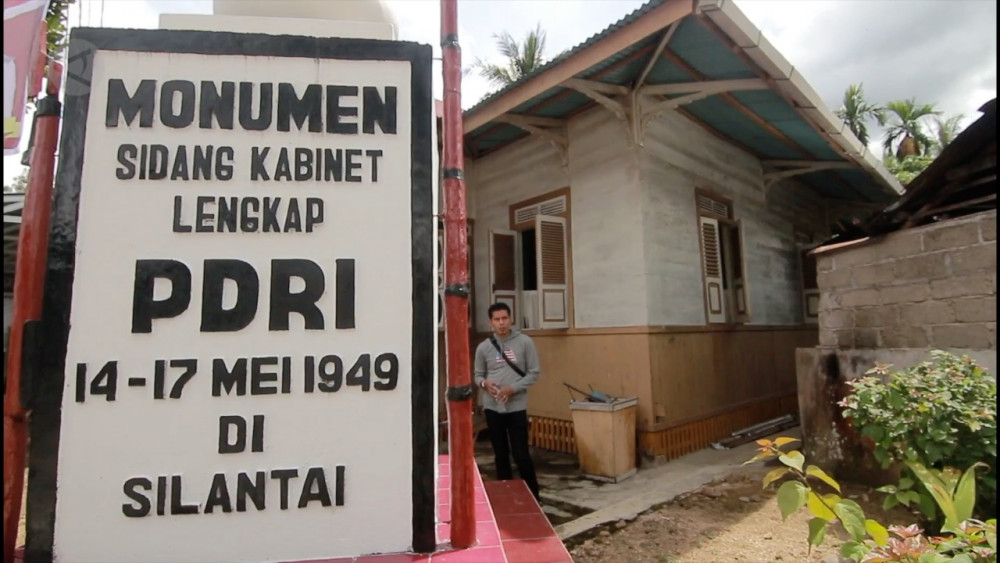 MONUMEN
SIDANG KABINET
LENGKAP
PDRI
14-17 MEI 1949
DI
SILANTAI